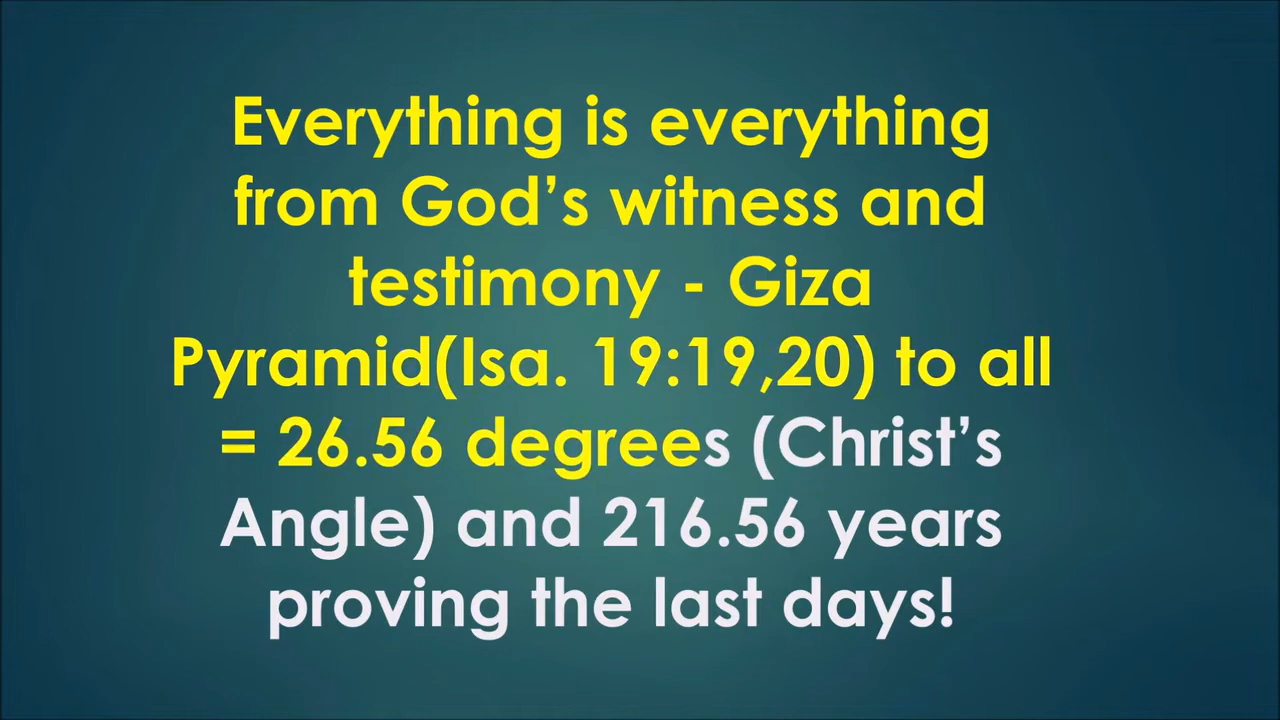 Everything is everything
from God’s witness and
testimony - Giza
Pyramid(Isa. 19:19,20) to all
= 26.56 degrees (Christ’s
Angle) and 216.56 years
proving the last days!